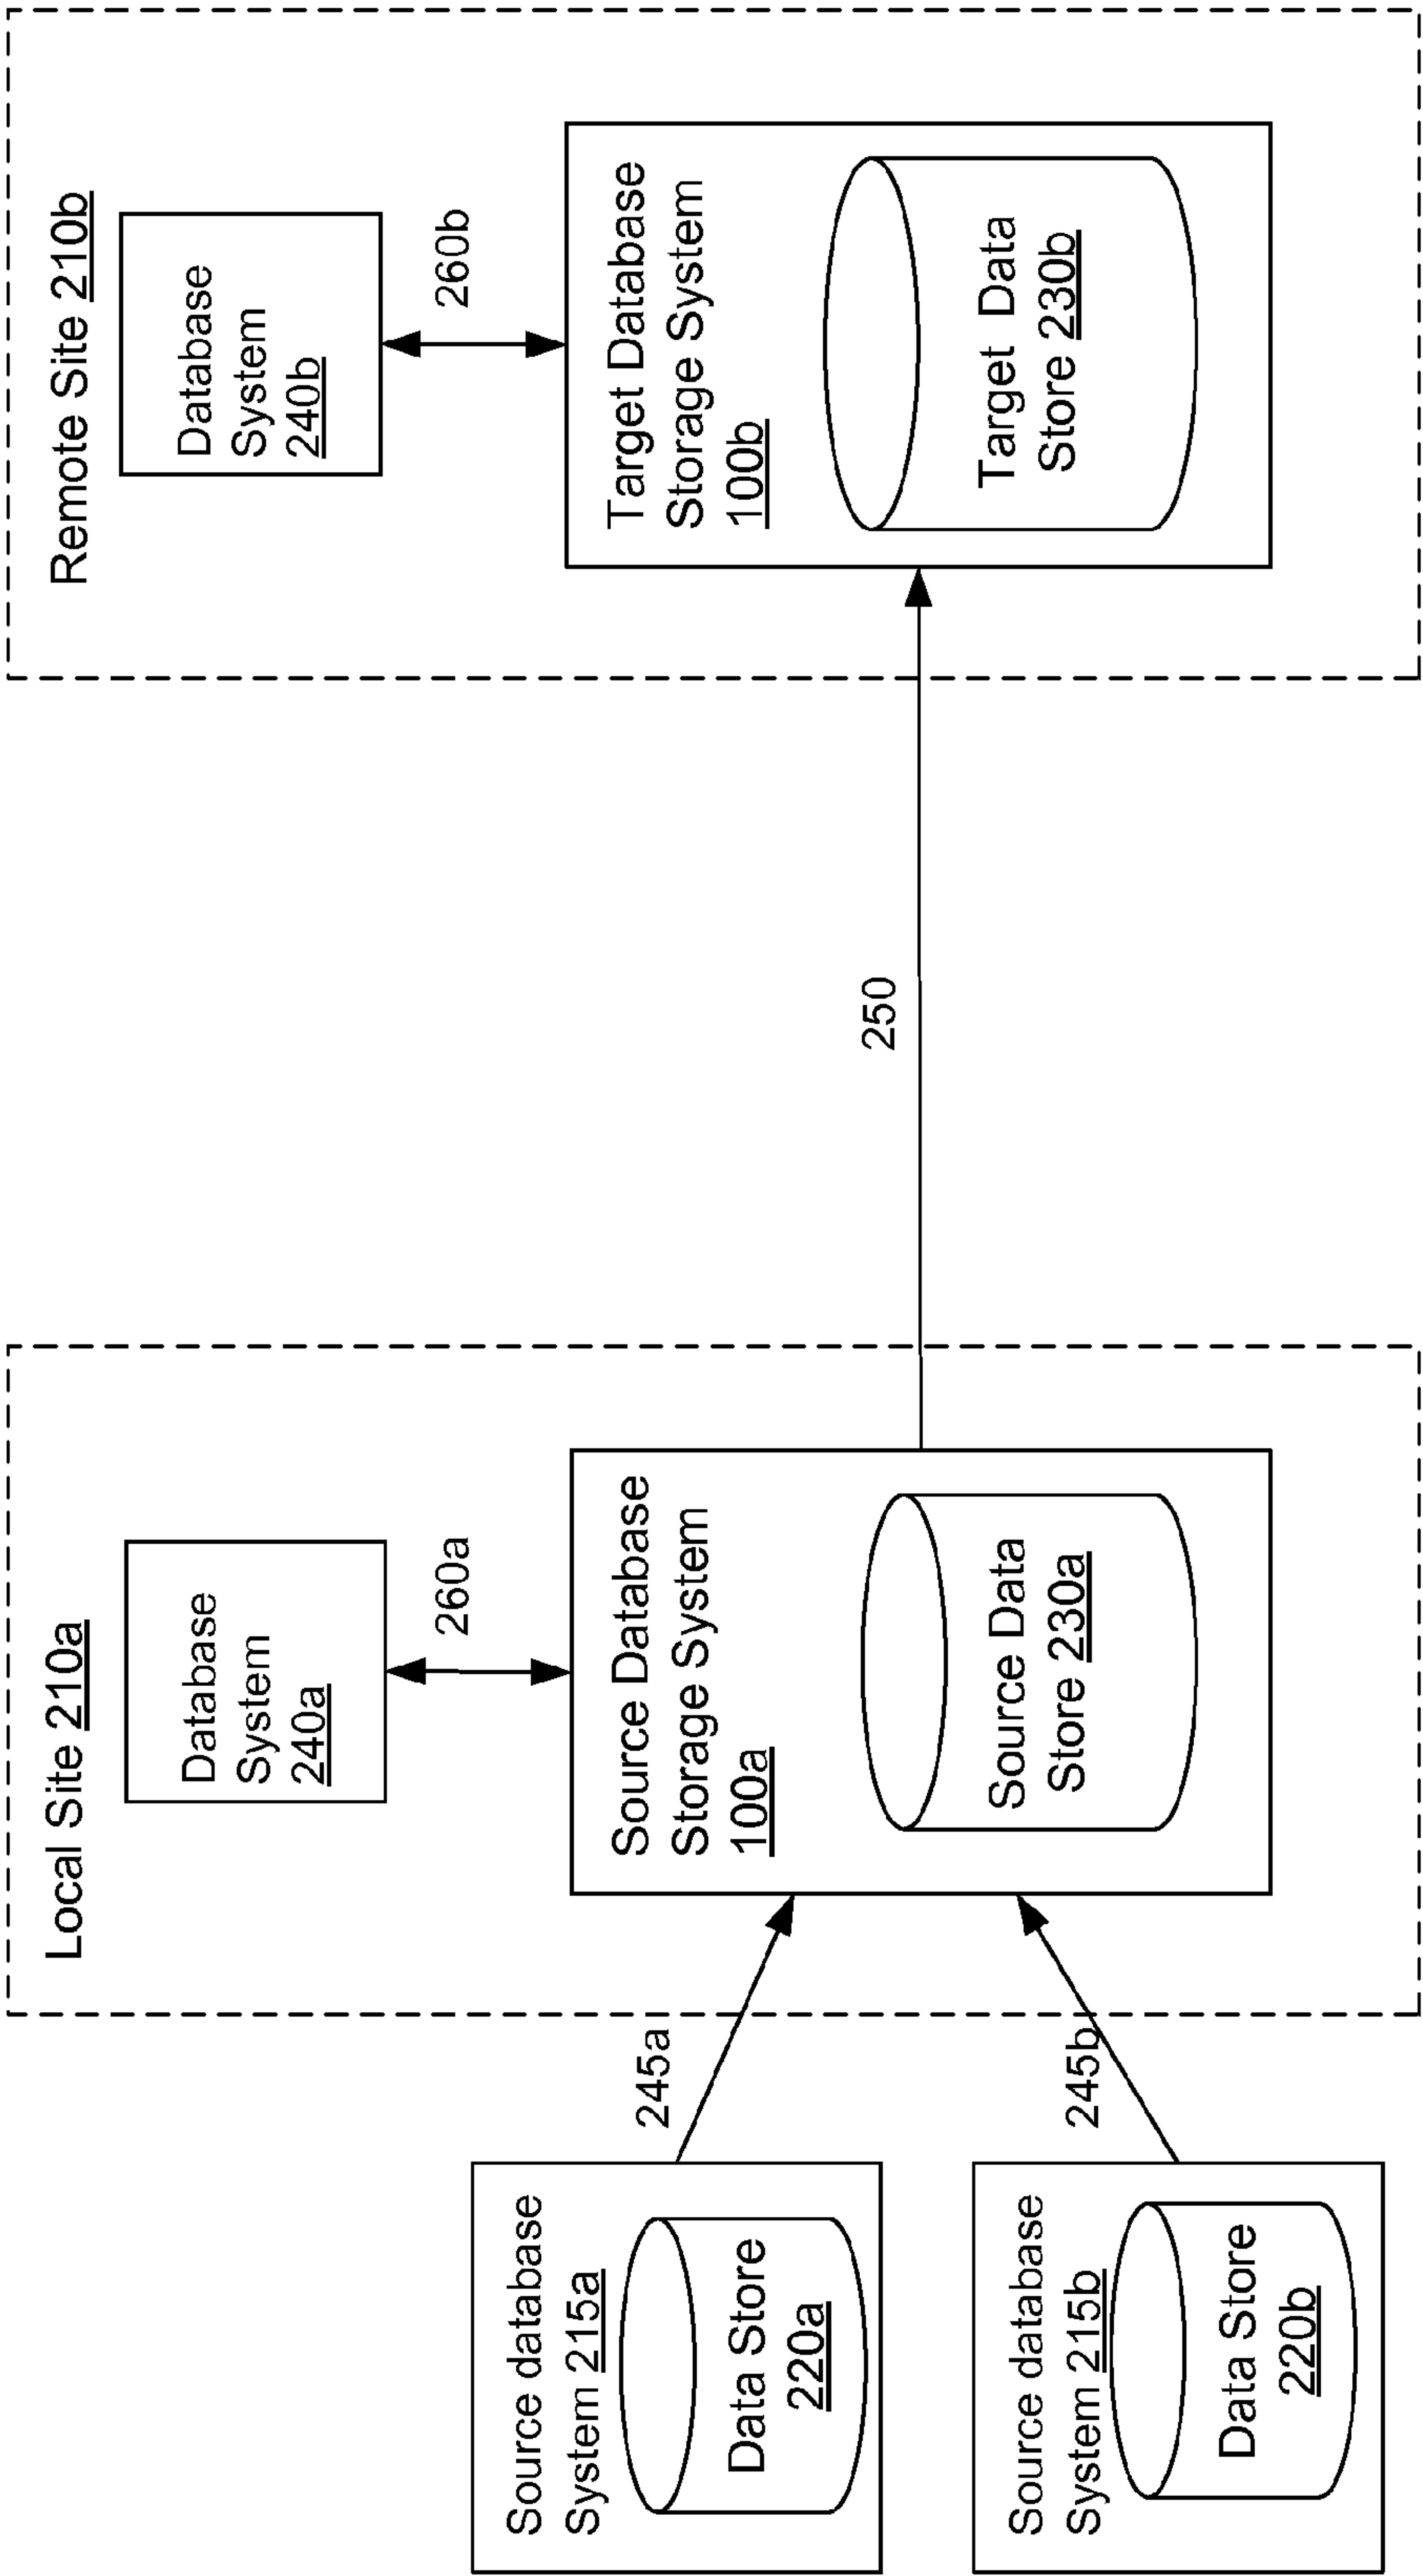 Local Site 210a
Database
System
240a
260a
Source Database
Storage System
100a
Source Data
Store 230a
Source database
System 215a
Data Store
220a
245a
Source database
System 215b
Data Store
220b
245b
250
Remote Site 210b
Database
System
240b
260b
Target Database
Storage System
100b
Target Data
Store 230b